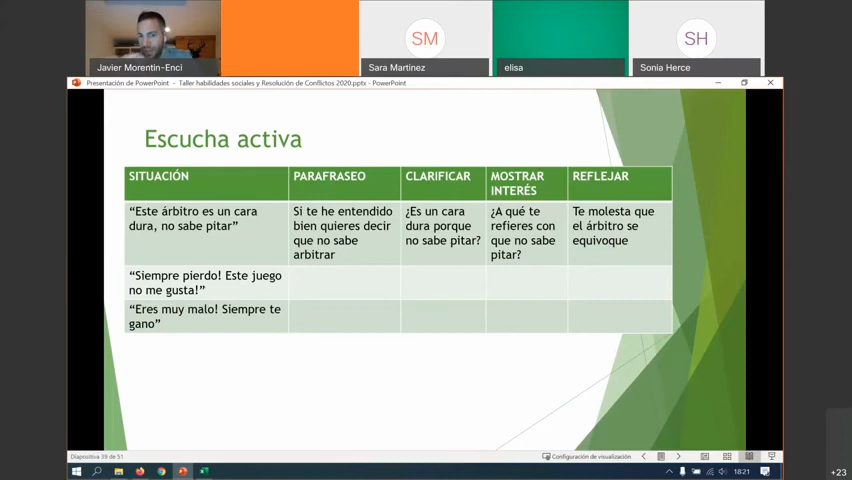 SM
SH
Javier Morentin-Enci
Sara Martinez
elisa
Sonia Herce
Presentación de PowerPoint - Taller habilidades sociales y Resolución de Conflictos 2020.pptx - PowerPoint
Escucha activa
SITUACIÓN
PARAFRASEO
CLARIFICAR
MOSTRAR
INTERÉS
REFLEJAR
“Este árbitro es un cara
dura, no sabe pitar”
Si te he entendido
bien quieres decir
que no sabe
arbitrar
¿Es un cara
dura porque
no sabe pitar?
¿A qué te
refieres con
que no sabe
pitar?
Te molesta que
el árbitro se
equivoque
“Siempre pierdo! Este juego
no me gusta!”
“Eres muy malo! Siempre te
gano”
Diapositiva 39 de 51
Configuración de visualización
18:21
+23